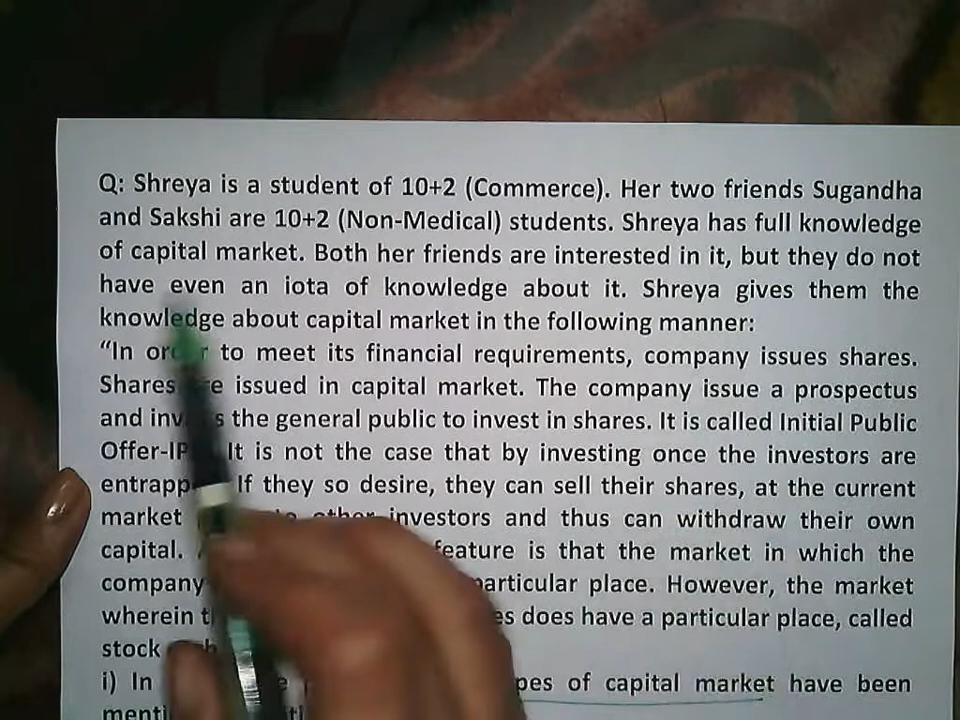 Q: Shreya is a student of 10+2 (Commerce). Her two friends Sugandha
and Sakshi are 10+2 (Non-Medical) students. Shreya has full knowledge
of capital market. Both her friends are interested in it, but they do not
have even an iota of knowledge about it. Shreya gives them the
knowledge about capital market in the following manner:
“In order to meet its financial requirements, company issues shares.
Shares issued in capital market. The company issue a prospectus
and the general public to invest in shares. It is called Initial Public
Offer-IP It is not the case that by investing once the investors are
If they so desire, they can sell their shares, at the current
market other investors and thus can withdraw their own
capital. feature is that the market in which the
company particular place. However, the market
wherein does have a particular place, called
stock
i) In of capital market have been